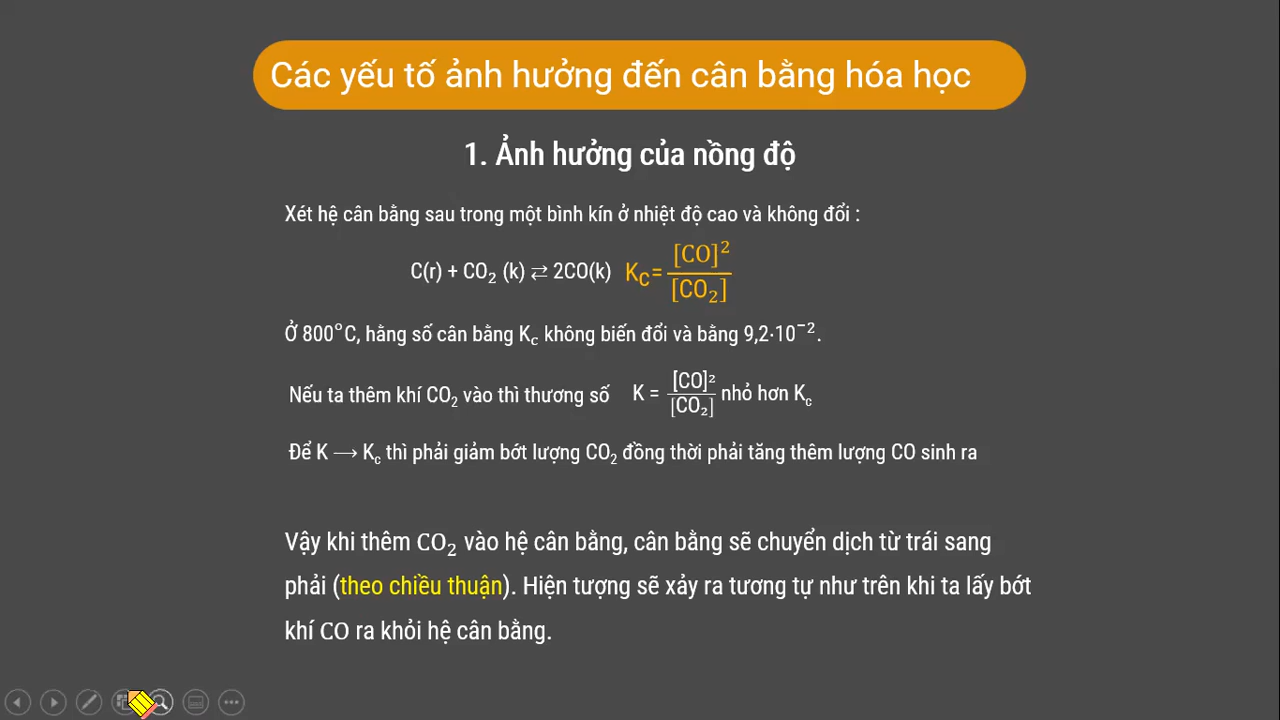 Các yếu tố ảnh hưởng đến cân bằng hóa học
1. Ảnh hưởng của nồng độ
Xét hệ cân bằng sau trong một bình kín ở nhiệt độ cao và không đổi :
C(r) + CO₂ (k) ⇄ 2CO(k) K_C = [CO]²/[CO₂]
Ở 800°C, hằng số cân bằng K_c không biến đổi và bằng 9,2·10⁻².
Nếu ta thêm khí CO₂ vào thì thương số K = [CO]²/[CO₂] nhỏ hơn K_c
Để K ⟶ K_c thì phải giảm bớt lượng CO₂ đồng thời phải tăng thêm lượng CO sinh ra
Vậy khi thêm CO₂ vào hệ cân bằng, cân bằng sẽ chuyển dịch từ trái sang
phải (theo chiều thuận). Hiện tượng sẽ xảy ra tương tự như trên khi ta lấy bớt
khí CO ra khỏi hệ cân bằng.